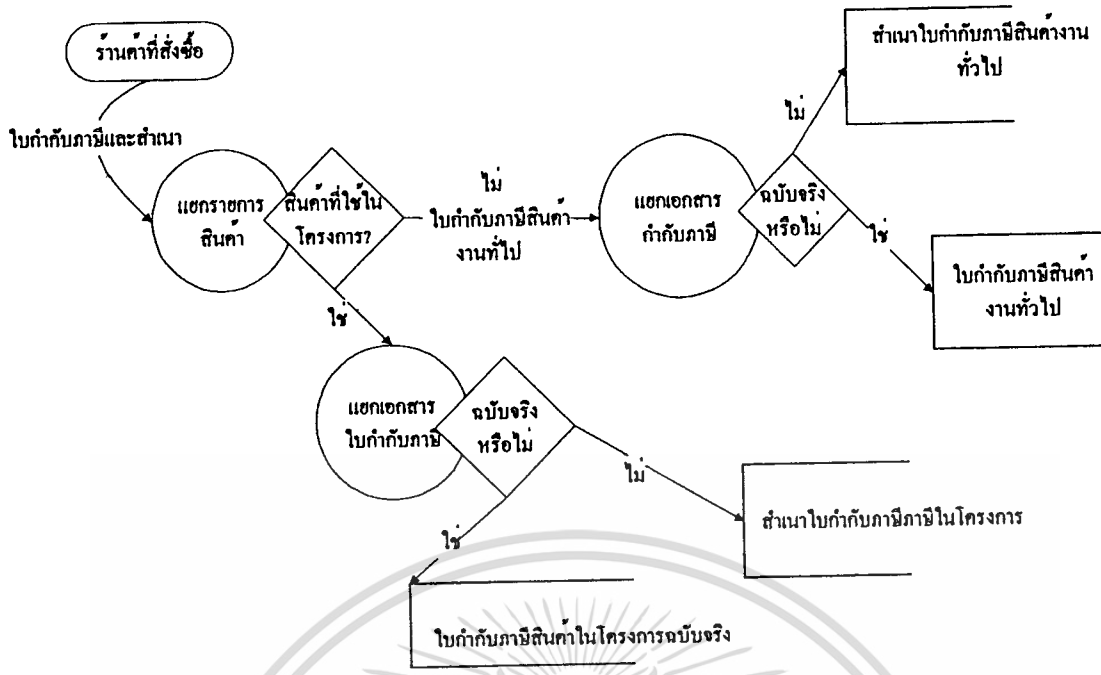 ร้านค้าที่สั่งซื้อ
ใบกำกับภาษีและสำเนา
แยกรายการ
สินค้า
สินค้าที่ใช้ใน
โครงการ?
ไม่
ใบกำกับภาษีสินค้า
งานทั่ไป
แยกเอกสาร
กำกับภาษี
ฉบับจริง
หรือไม่
ไม่
สำเนาใบกำกับภาษีสินค้างาน
ทั่วไป
ใช่
ใบกำกับภาษีสินค้า
งานทั่วไป
ใช่
แยกเอกสาร
ใบกำกับภาษี
ฉบับจริง
หรือไม่
ไม่
สำเนาใบกำกับภาษีภาษีในโครงการ
ใช่
ใบกำกับภาษีสินค้าในโครงการฉบับจริง